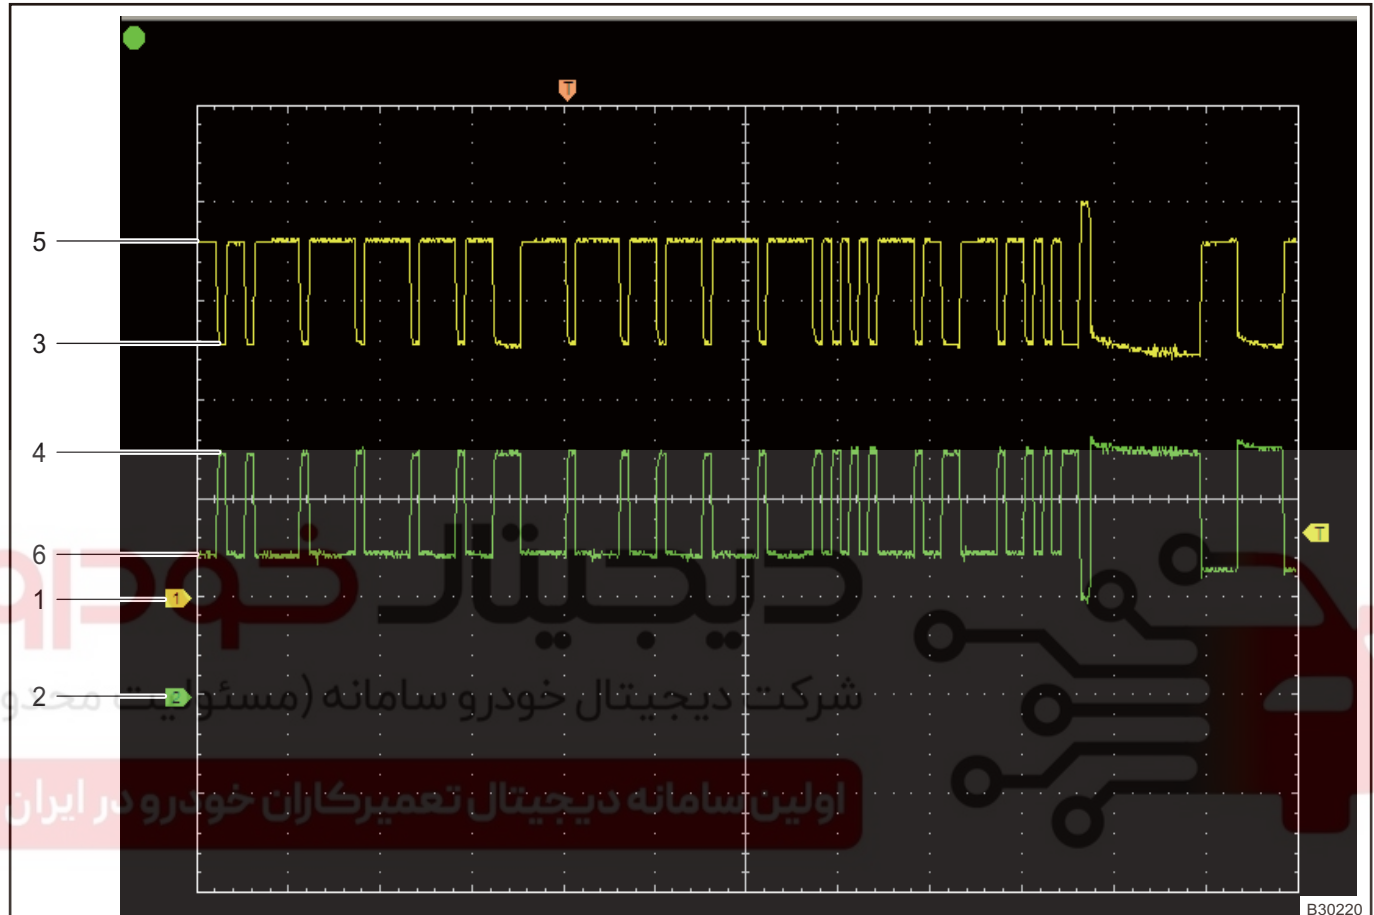 T
5
3
4
6
T
1
1
2
2
دیجیتال خودرو
شرکت دیجیتال خودرو سامانه (مسئولیت محدو
اولین سامانه دیجیتال تعمیرکاران خودرو در ایران
B30220